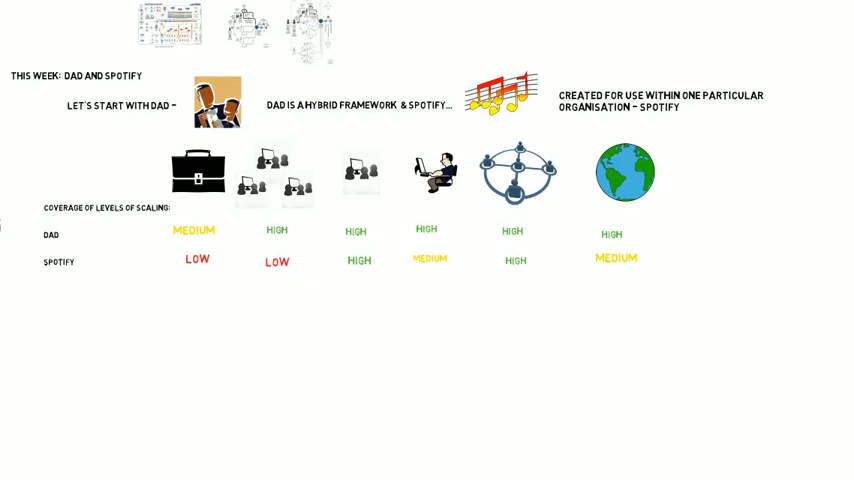 THIS WEEK: DAD AND SPOTIFY
LET'S START WITH DAD –
DAD IS A HYBRID FRAMEWORK & SPOTIFY...
CREATED FOR USE WITHIN ONE PARTICULAR
ORGANISATION – SPOTIFY
COVERAGE OF LEVELS OF SCALING:
DAD MEDIUM HIGH HIGH HIGH HIGH HIGH
SPOTIFY LOW LOW HIGH MEDIUM HIGH MEDIUM